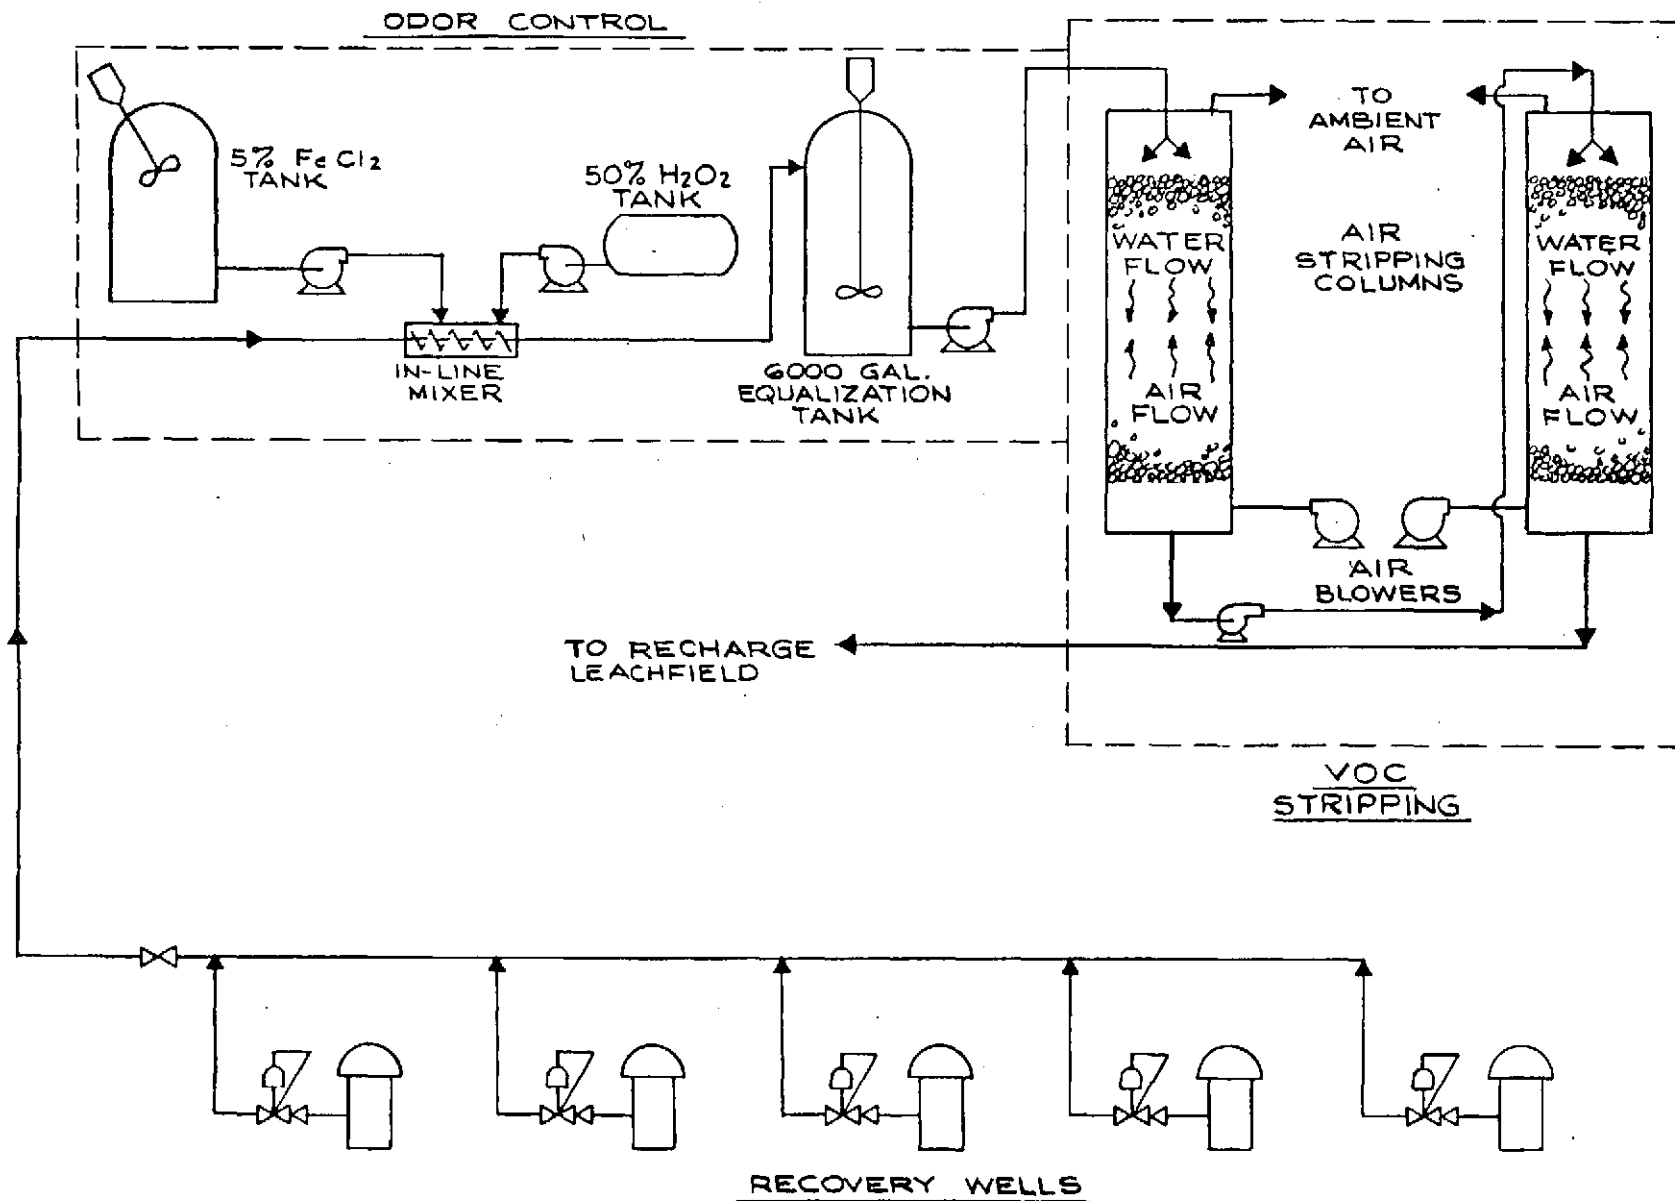 ODOR CONTROL
5% FeCl2
TANK
50% H2O2
TANK
IN-LINE
MIXER
6000 GAL.
EQUALIZATION
TANK
TO
AMBIENT
AIR
WATER
FLOW
AIR
FLOW
AIR
STRIPPING
COLUMNS
WATER
FLOW
AIR
FLOW
AIR
BLOWERS
TO RECHARGE
LEACHFIELD
VOC
STRIPPING
RECOVERY WELLS